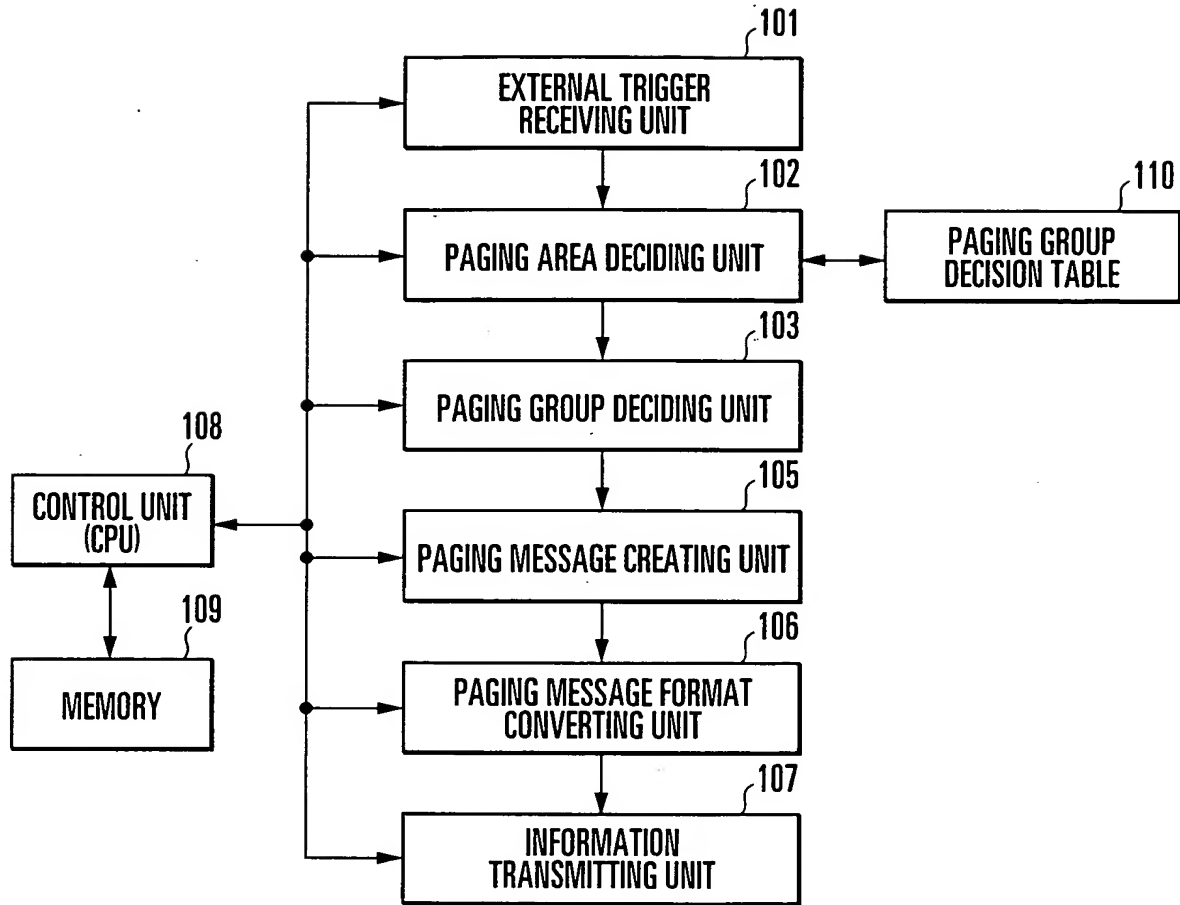 101
EXTERNAL TRIGGER
RECEIVING UNIT
102
PAGING AREA DECIDING UNIT
110
PAGING GROUP
DECISION TABLE
103
PAGING GROUP DECIDING UNIT
108
CONTROL UNIT
(CPU)
105
PAGING MESSAGE CREATING UNIT
109
MEMORY
106
PAGING MESSAGE FORMAT
CONVERTING UNIT
107
INFORMATION
TRANSMITTING UNIT